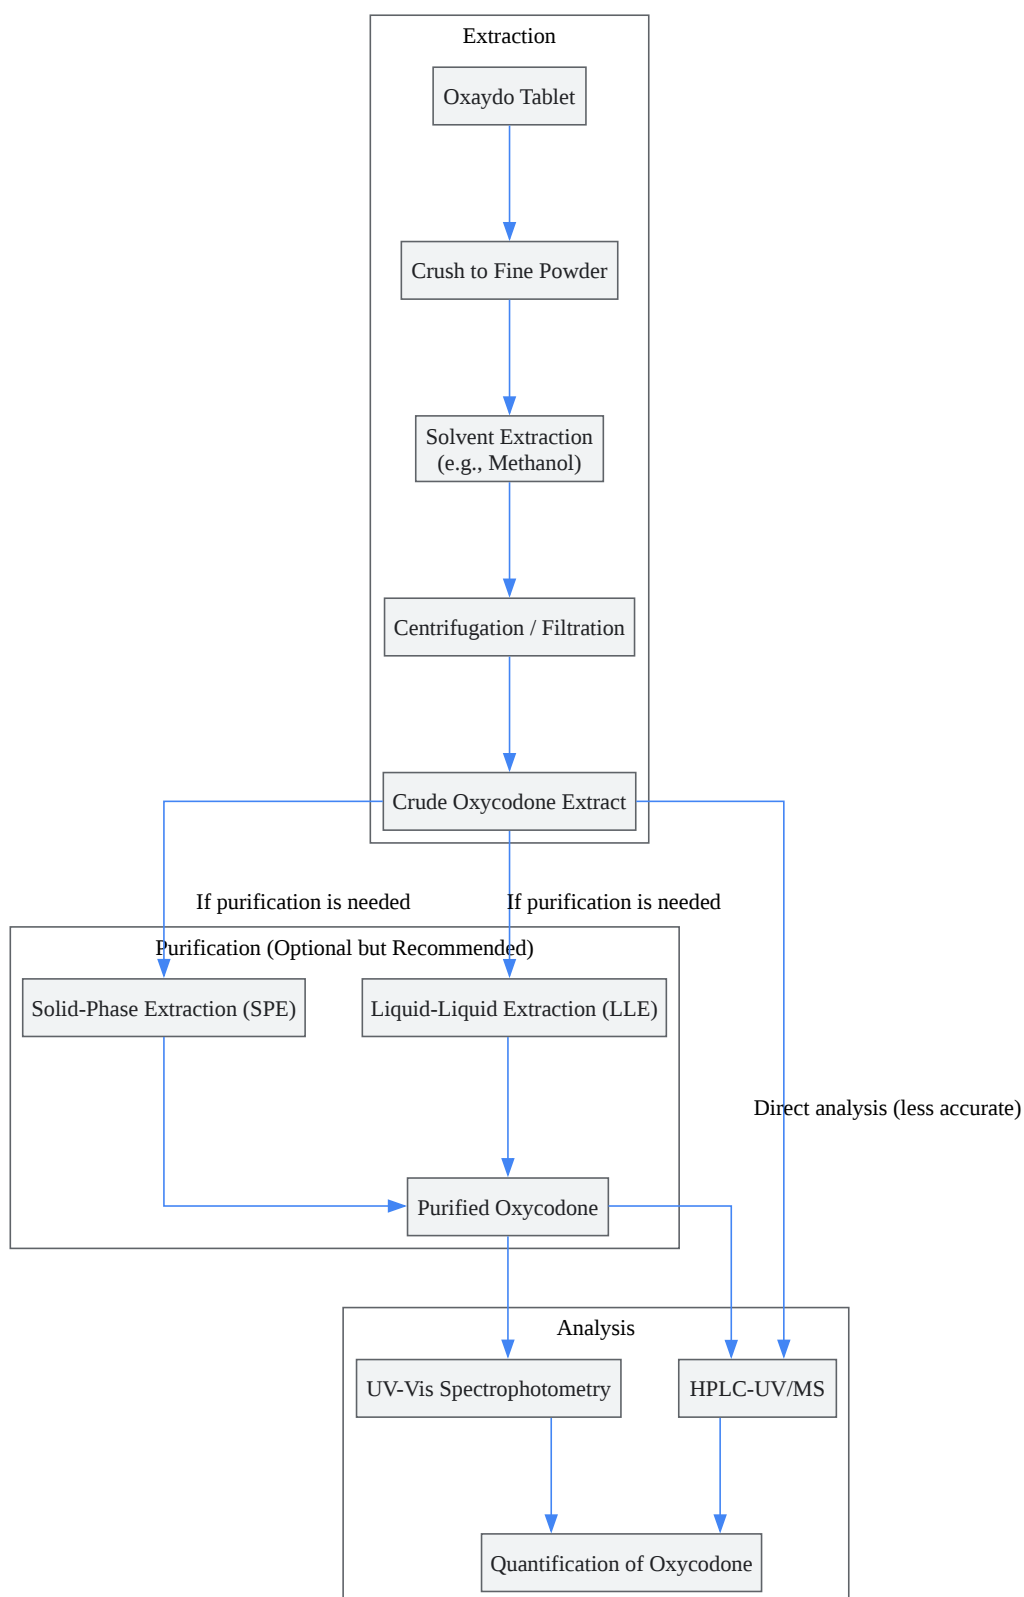 Extraction
Oxaydo Tablet
Crush to Fine Powder
Solvent Extraction
(e.g., Methanol)
Centrifugation / Filtration
Crude Oxycodone Extract
If purification is needed
If purification is needed
Purification (Optional but Recommended)
Solid-Phase Extraction (SPE)
Liquid-Liquid Extraction (LLE)
Direct analysis (less accurate)
Purified Oxycodone
Analysis
UV-Vis Spectrophotometry
HPLC-UV/MS
Quantification of Oxycodone